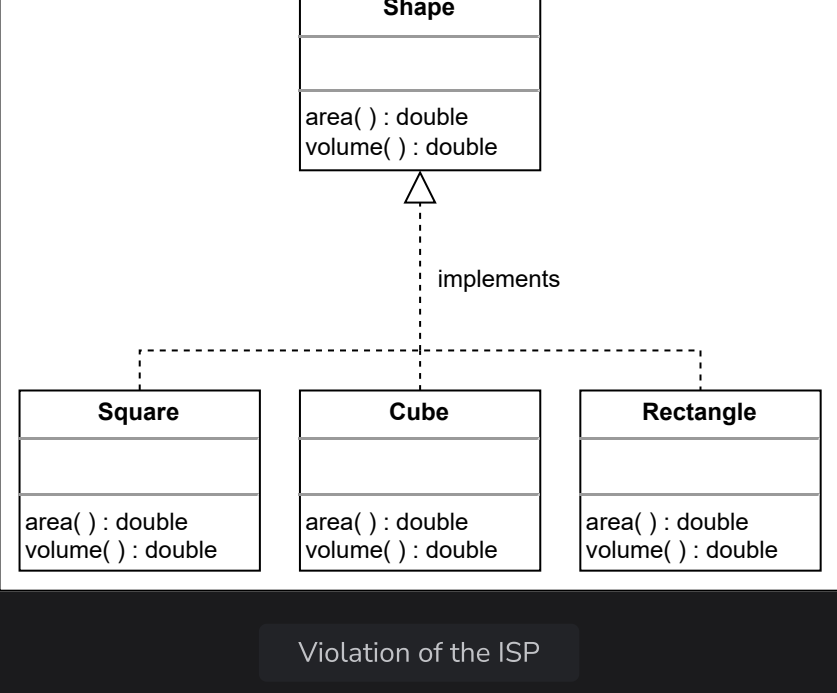 Shape
area( ) : double
volume( ) : double
implements
Square
area( ) : double
volume( ) : double
Cube
area( ) : double
volume( ) : double
Rectangle
area( ) : double
volume( ) : double
Violation of the ISP